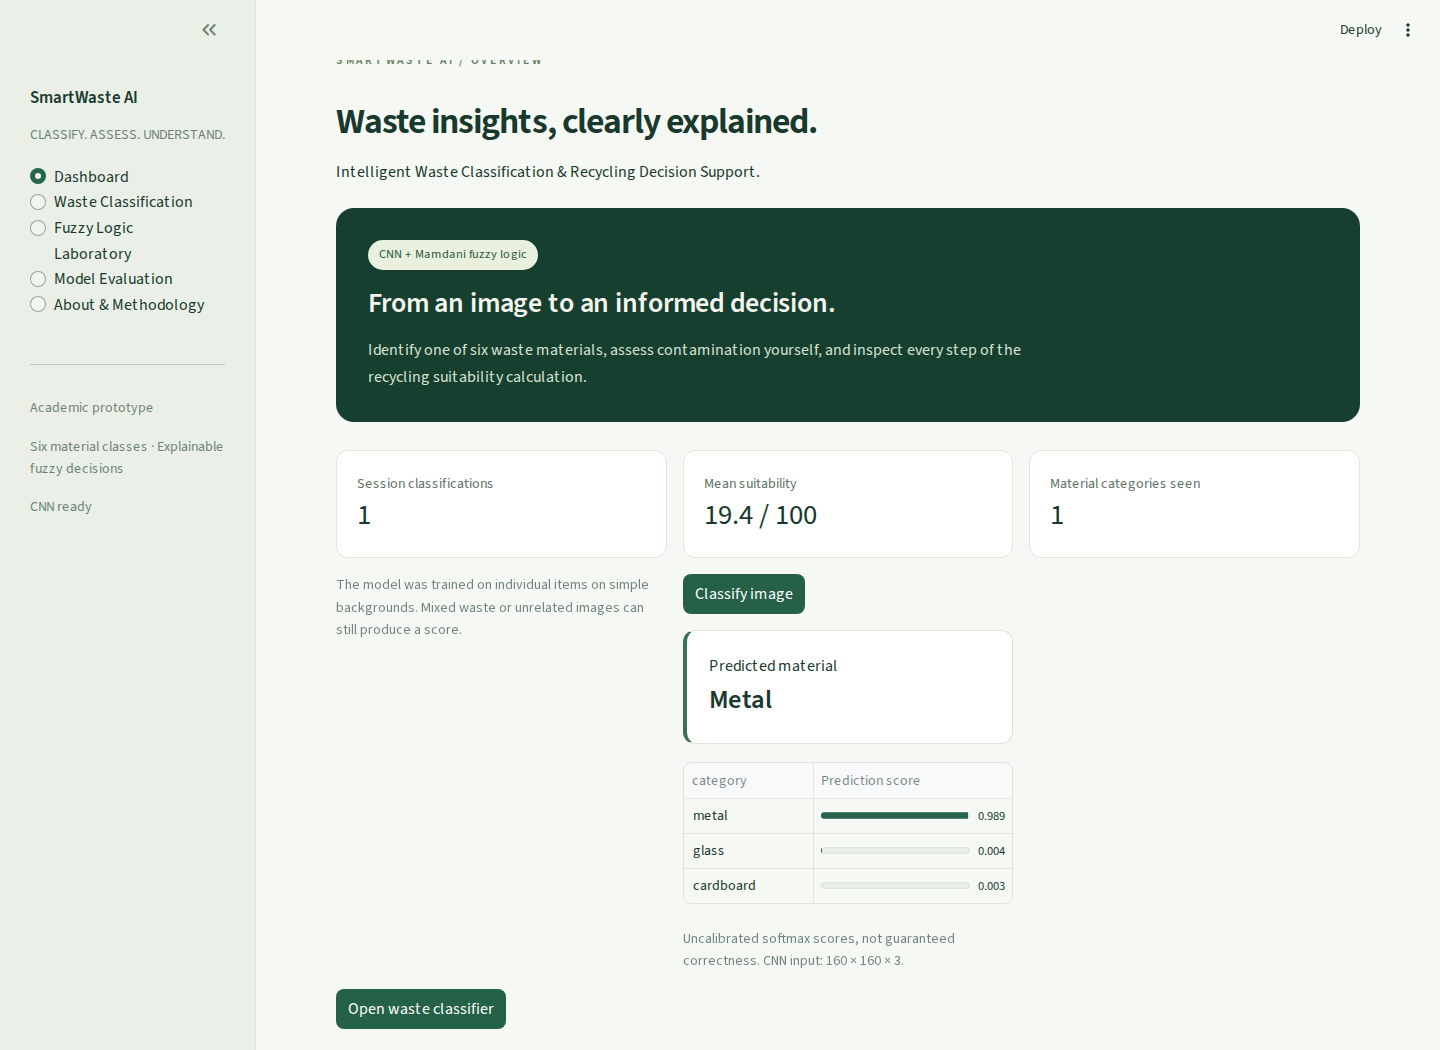 Deploy
SmartWaste AI
CLASSIFY. ASSESS. UNDERSTAND.
Dashboard
Waste Classification
Fuzzy Logic
Laboratory
Model Evaluation
About & Methodology
Academic prototype
Six material classes · Explainable
fuzzy decisions
CNN ready
SMARTWASTE AI / OVERVIEW
Waste insights, clearly explained.
Intelligent Waste Classification & Recycling Decision Support.
CNN + Mamdani fuzzy logic
From an image to an informed decision.
Identify one of six waste materials, assess contamination yourself, and inspect every step of the
recycling suitability calculation.
Session classifications
1
Mean suitability
19.4 / 100
Material categories seen
1
The model was trained on individual items on simple
backgrounds. Mixed waste or unrelated images can
still produce a score.
Classify image
Predicted material
Metal
category Prediction score
metal 0.989
glass 0.004
cardboard 0.003
Uncalibrated softmax scores, not guaranteed
correctness. CNN input: 160 × 160 × 3.
Open waste classifier